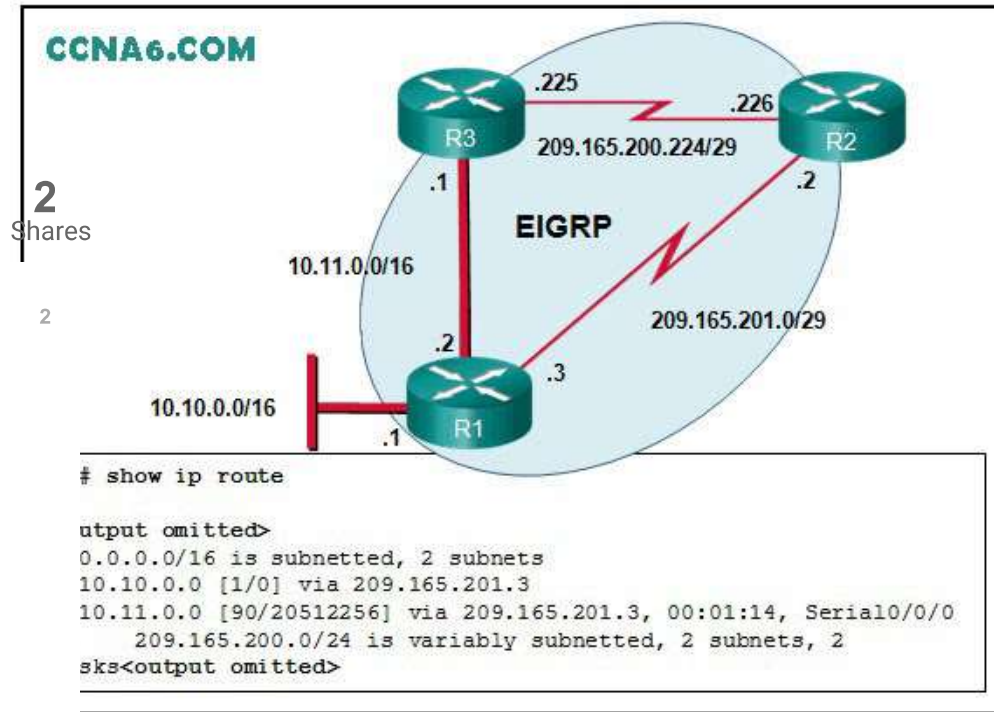 CCNA6.COM
.225
.226
R3
R2
209.165.200.224/29
.1
.2
2
Shares
EIGRP
10.11.0.0/16
2
209.165.201.0/29
.2
.3
10.10.0.0/16
R1
.1
# show ip route
utput omitted>
0.0.0.0/16 is subnetted, 2 subnets
10.10.0.0 [1/0] via 209.165.201.3
10.11.0.0 [90/20512256] via 209.165.201.3, 00:01:14, Serial0/0/0
209.165.200.0/24 is variably subnetted, 2 subnets, 2
sks<output omitted>